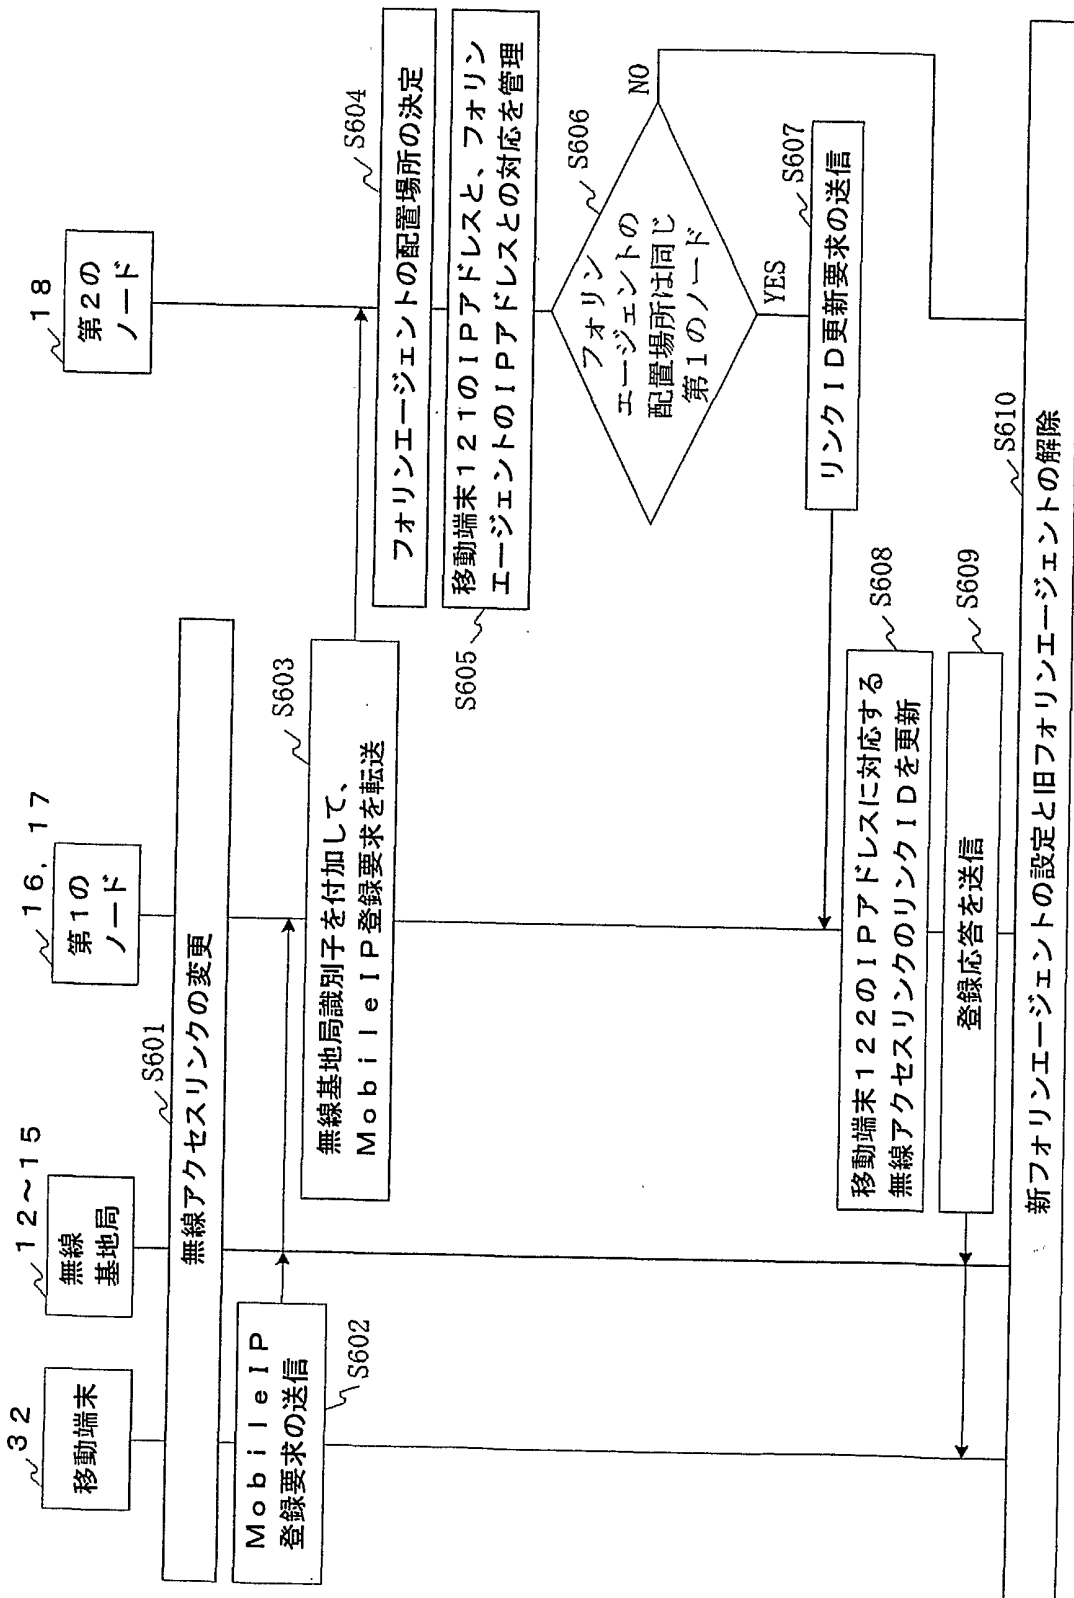 32
移動端末
12~15
無線
基地局
16, 17
第1の
ノード
18
第2の
ノード
S601
無線アクセスリンクの変更
MobileIP
登録要求の送信
S602
S603
無線基地局識別子を付加して、
MobileIP登録要求を転送
S604
フォリンエージェントの配置場所の決定
移動端末121のIPアドレスと、フォリン
エージェントのIPアドレスとの対応を管理
S605
S606
フォリン
エージェントの
配置場所は同じ
第1のノード
NO
YES
S607
リンクID更新要求の送信
S608
移動端末122のIPアドレスに対応する
無線アクセスリンクのリンクIDを更新
S609
登録応答を送信
S610
新フォリンエージェントの設定と旧フォリンエージェントの解除